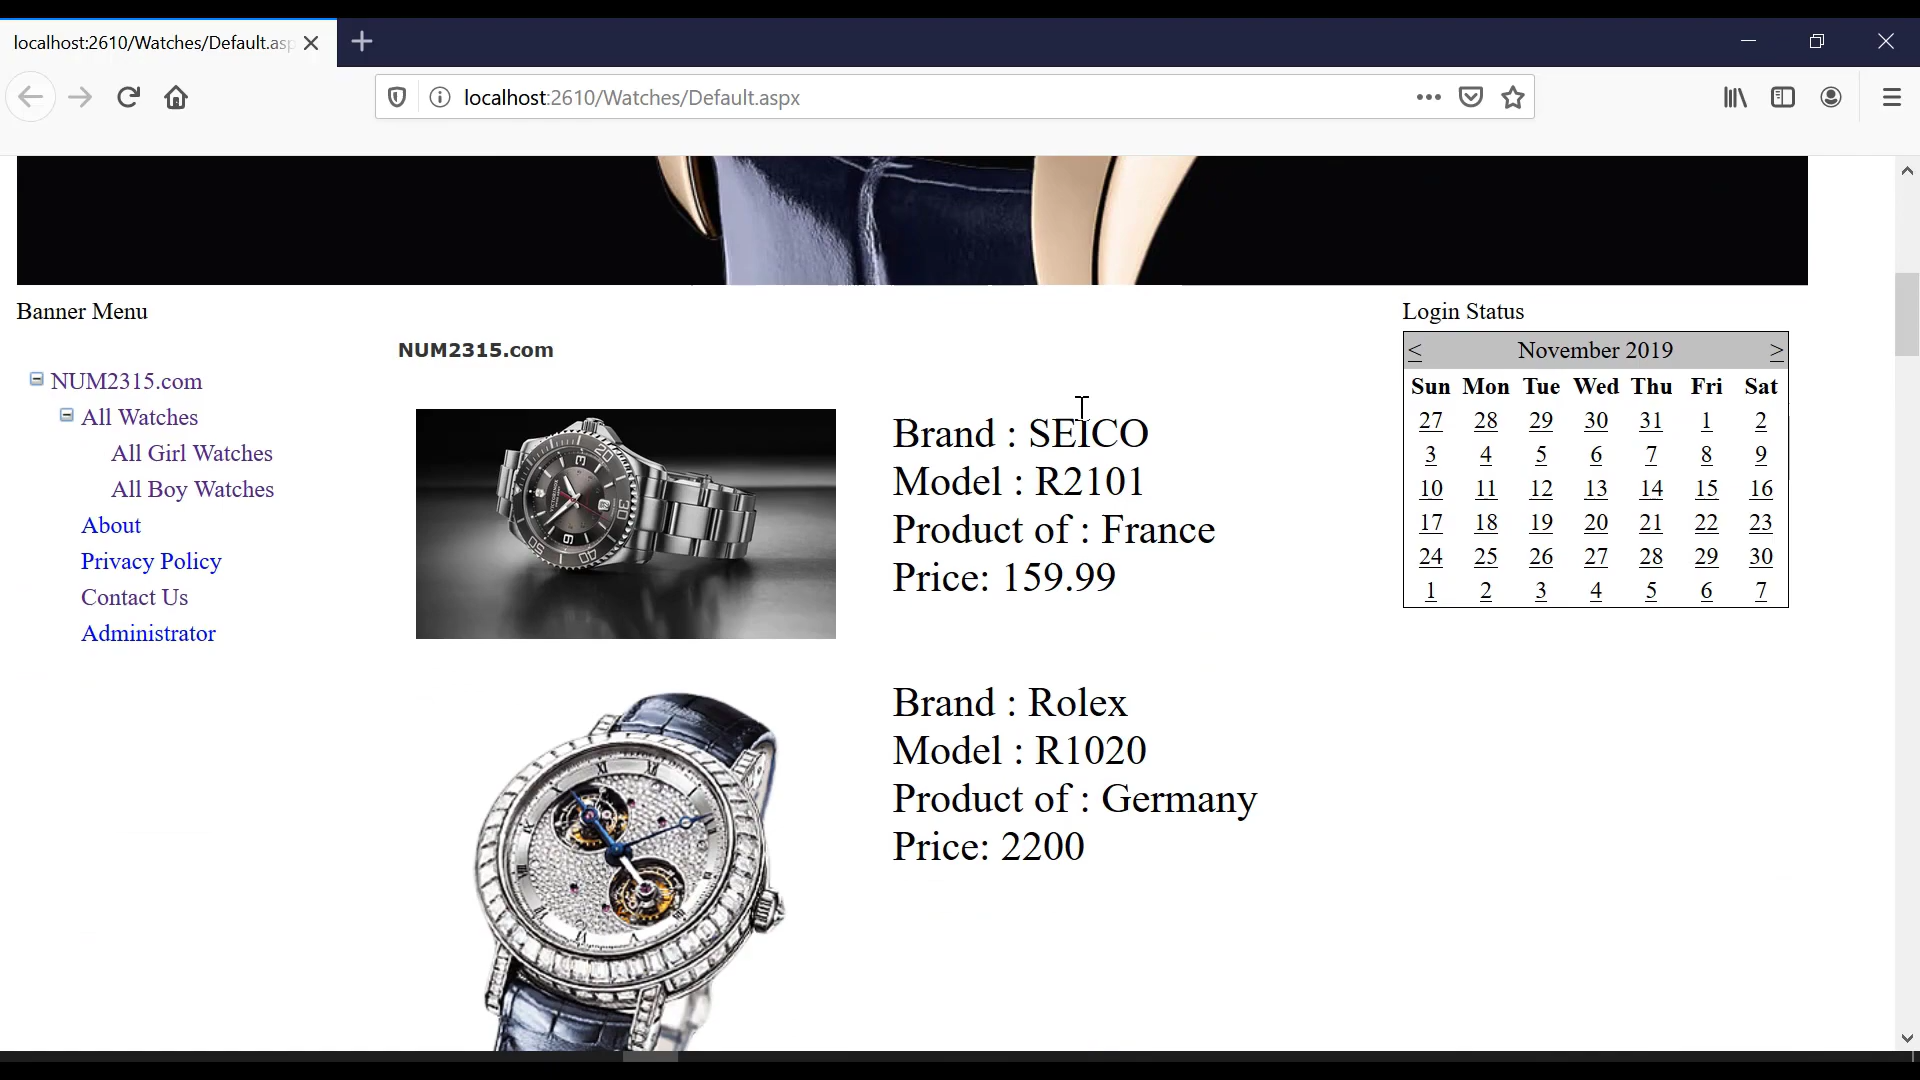 localhost:2610/Watches/Default.asp
localhost:2610/Watches/Default.aspx
Banner Menu
NUM2315.com
All Watches
All Girl Watches
All Boy Watches
About
Privacy Policy
Contact Us
Administrator
NUM2315.com
Brand : SEICO
Model : R2101
Product of : France
Price: 159.99
Brand : Rolex
Model : R1020
Product of : Germany
Price: 2200
Login Status
< November 2019 >
Sun Mon Tue Wed Thu Fri Sat
27 28 29 30 31 1 2
3 4 5 6 7 8 9
10 11 12 13 14 15 16
17 18 19 20 21 22 23
24 25 26 27 28 29 30
1 2 3 4 5 6 7